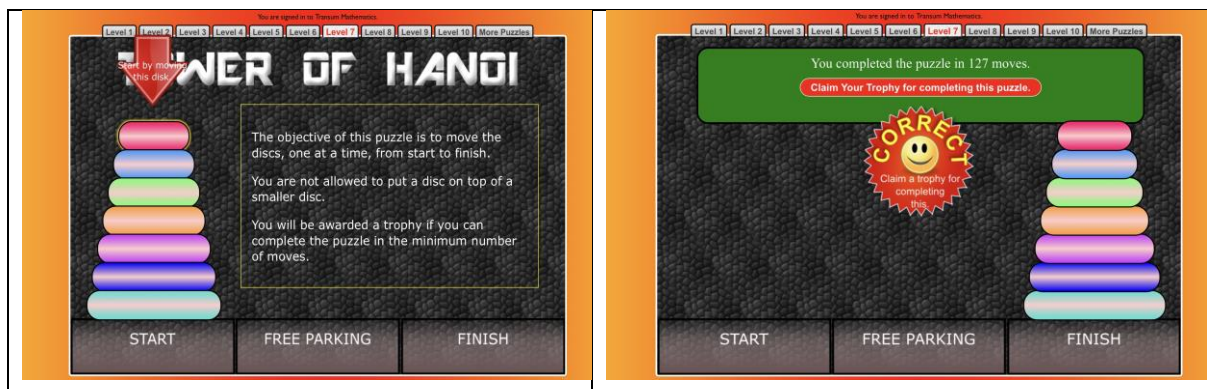 You are signed in to Transum Mathematics.
Level 1 Level 2 Level 3 Level 4 Level 5 Level 6 Level 7 Level 8 Level 9 Level 10 More Puzzles
WER OF HANOI
Start by moving
this disk.
The objective of this puzzle is to move the
discs, one at a time, from start to finish.
You are not allowed to put a disc on top of a
smaller disc.
You will be awarded a trophy if you can
complete the puzzle in the minimum number
of moves.
START FREE PARKING FINISH
You are signed in to Transum Mathematics.
Level 1 Level 2 Level 3 Level 4 Level 5 Level 6 Level 7 Level 8 Level 9 Level 10 More Puzzles
You completed the puzzle in 127 moves.
Claim Your Trophy for completing this puzzle.
CORRECT
Claim a trophy for
completing
this.
START FREE PARKING FINISH